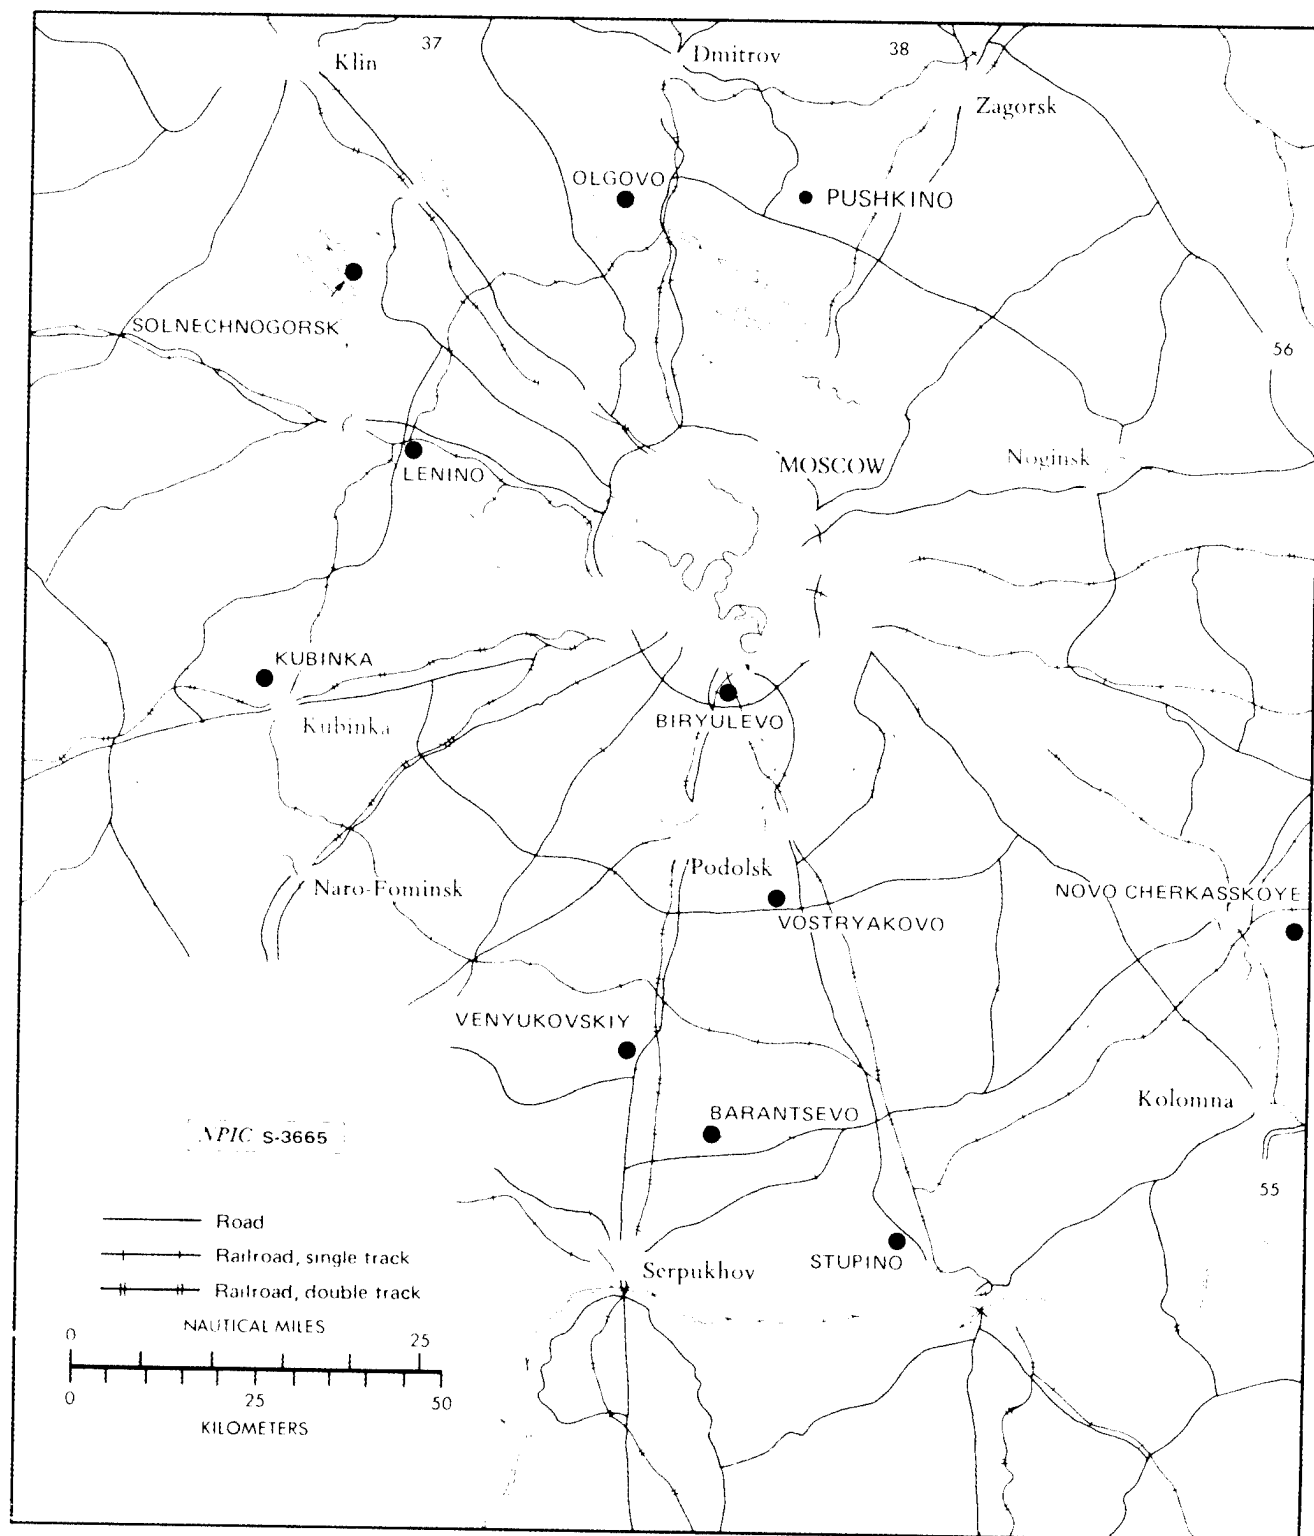 37
38
Klin
Dmitrov
Zagorsk
OLGOVO
PUSHKINO
SOLNECHNOGORSK
56
LENINO
MOSCOW
Noginsk
KUBINKA
Kubinka
BIRYULEVO
Podolsk
Naro-Fominsk
NOVO CHERKASSKOYE
VOSTRYAKOVO
VENYUKOVSKIY
BARANTSEVO
Kolomna
NPIC S-3665
55
Road
Railroad, single track
Railroad, double track
STUPINO
Serpukhov
NAUTICAL MILES
0 25
0 25 50
KILOMETERS